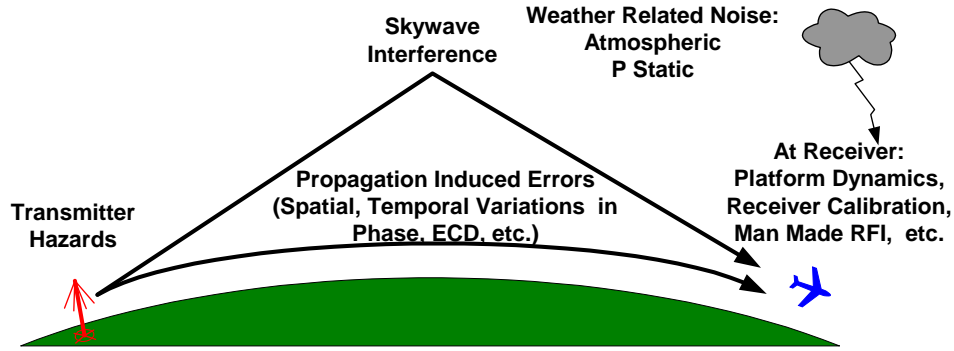 Skywave
Interference
Weather Related Noise:
Atmospheric
P Static
At Receiver:
Platform Dynamics,
Receiver Calibration,
Man Made RFI, etc.
Propagation Induced Errors
(Spatial, Temporal Variations in
Phase, ECD, etc.)
Transmitter
Hazards